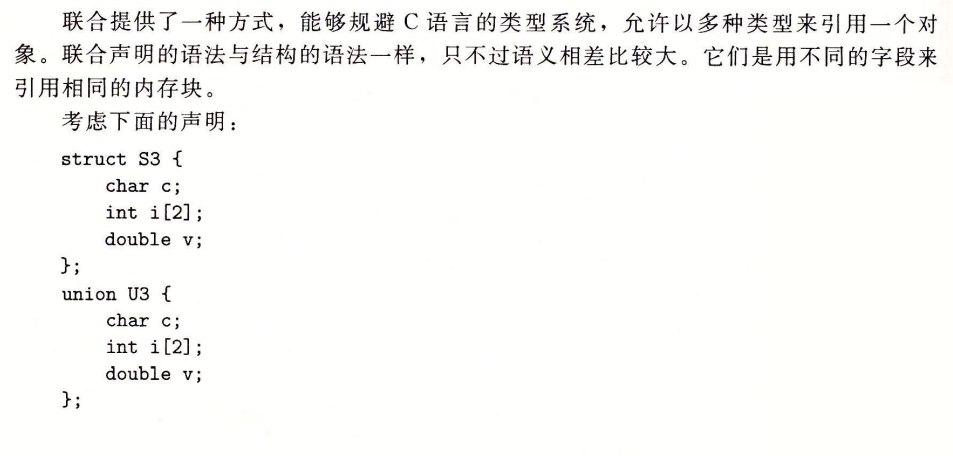 联合提供了一种方式，能够规避 C 语言的类型系统，允许以多种类型来引用一个对
象。联合声明的语法与结构的语法一样，只不过语义相差比较大。它们是用不同的字段来
引用相同的内存块。
考虑下面的声明：
struct S3 {
    char c;
    int i[2];
    double v;
};
union U3 {
    char c;
    int i[2];
    double v;
};